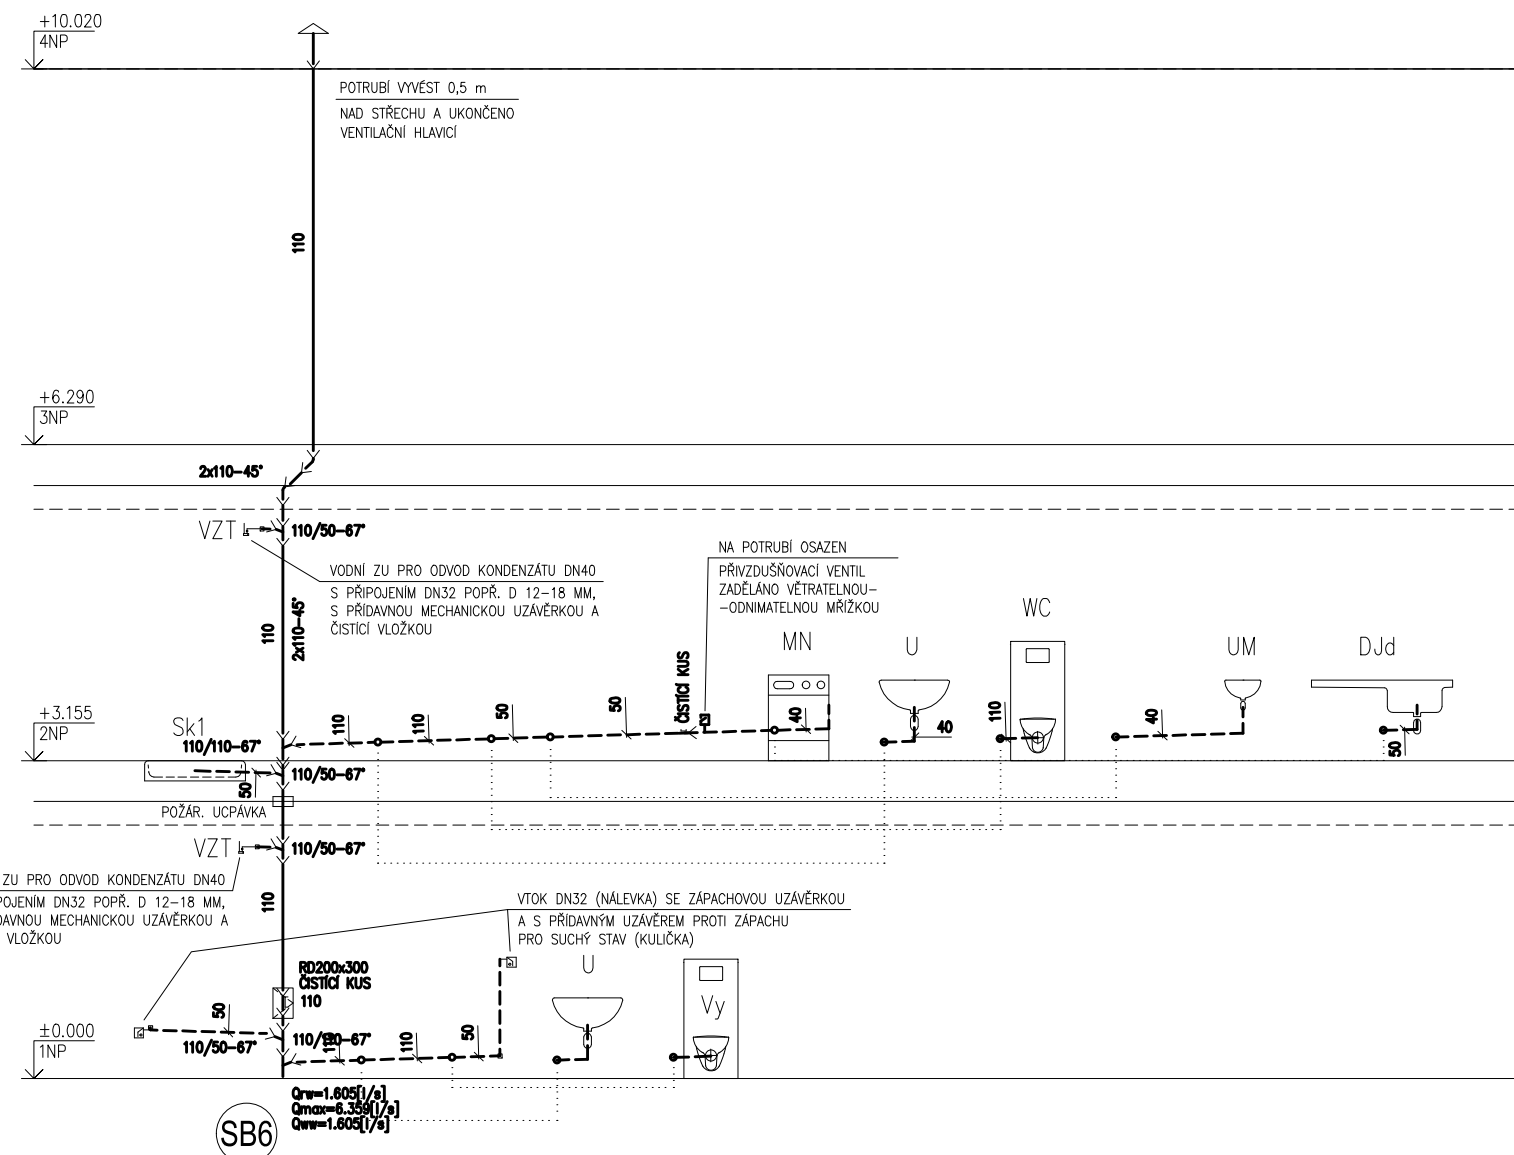 +10.020
4NP
POTRUBÍ VYVÉST 0,5 m
NAD STŘECHU A UKONČENO
VENTILAČNÍ HLAVICÍ
110
+6.290
3NP
2x110-45°
VZT
110/50-67°
VODNÍ ZU PRO ODVOD KONDENZÁTU DN40
S PŘIPOJENÍM DN32 POPŘ. D 12-18 MM,
S PŘÍDAVNOU MECHANICKOU UZÁVĚRKOU A
ČISTÍCÍ VLOŽKOU
NA POTRUBÍ OSAZEN
PŘIVZDUŠŇOVACÍ VENTIL
ZADĚLÁNO VĚTRATELNOU-
-ODNIMATELNOU MŘÍŽKOU
110
2x110-45°
MN
U
WC
UM
DJd
+3.155
2NP
Sk1
110/110-67°
110
110
50
50
ČISTÍCÍ KUS
40
40
110
40
50
110/50-67°
50
POŽÁR. UCPÁVKA
VZT
110/50-67°
ZU PRO ODVOD KONDENZÁTU DN40
POJENÍM DN32 POPŘ. D 12-18 MM,
DAVNOU MECHANICKOU UZÁVĚRKOU A
VLOŽKOU
110
VTOK DN32 (NÁLEVKA) SE ZÁPACHOVOU UZÁVĚRKOU
A S PŘÍDAVNÝM UZÁVĚREM PROTI ZÁPACHU
PRO SUCHÝ STAV (KULIČKA)
RD200x300
ČISTÍCÍ KUS
110
U
Vy
±0.000
1NP
50
110/50-67°
110/110-67°
110
110
50
Qrw=1.605[l/s]
Qmax=6.359[l/s]
Qww=1.605[l/s]
SB6